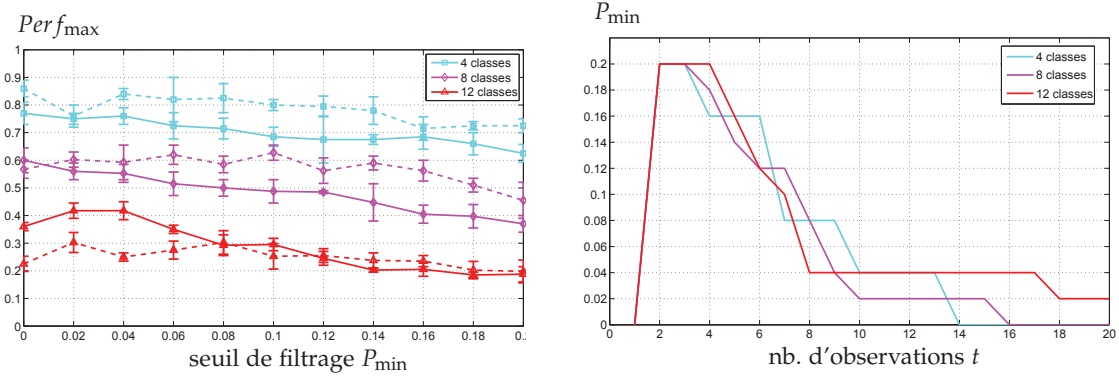 Perf_max
1
0.9
0.8
0.7
0.6
0.5
0.4
0.3
0.2
0.1
0
4 classes
8 classes
12 classes
0 0.02 0.04 0.06 0.08 0.1 0.12 0.14 0.16 0.18 0.
seuil de filtrage P_min
P_min
0.2
0.18
0.16
0.14
0.12
0.1
0.08
0.06
0.04
0.02
0
4 classes
8 classes
12 classes
0 2 4 6 8 10 12 14 16 18 20
nb. d'observations t